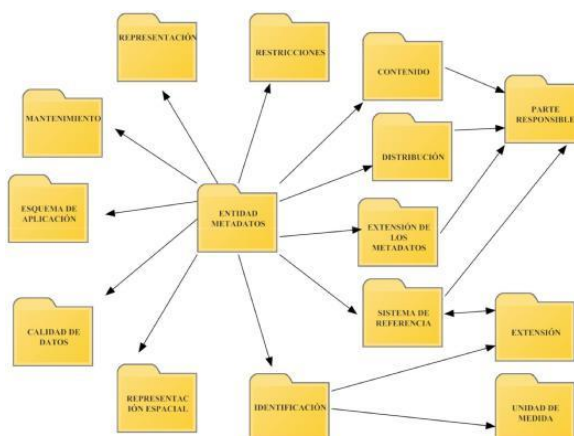 REPRESENTACIÓN
RESTRICCIONES
CONTENIDO
PARTE
RESPONSIBLE
MANTENIMIENTO
DISTRIBUCIÓN
ESQUEMA DE
APLICACIÓN
ENTIDAD
METADATOS
EXTENSIÓN DE
LOS
METADATOS
CALIDAD DE
DATOS
SISTEMA DE
REFERENCIA
EXTENSIÓN
REPRESENTAC
IÓN ESPACIAL
IDENTIFICACIÓN
UNIDAD DE
MEDIDA